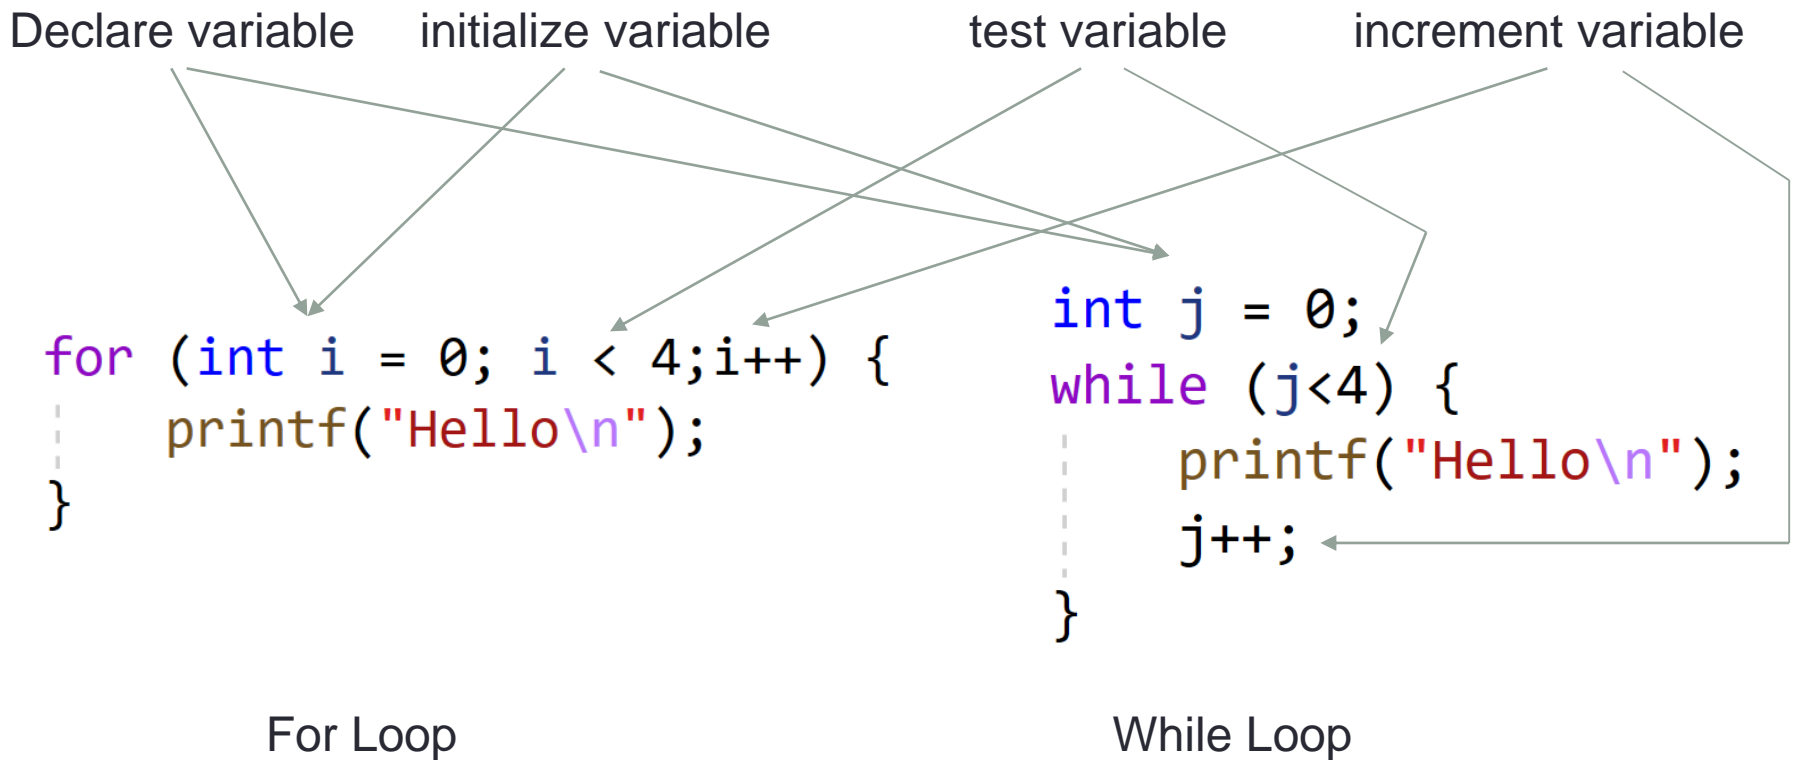 Declare variable initialize variable test variable increment variable
for (int i = 0; i < 4;i++) {
printf("Hello\n");
}
int j = 0;
while (j<4) {
printf("Hello\n");
j++;
}
For Loop
While Loop